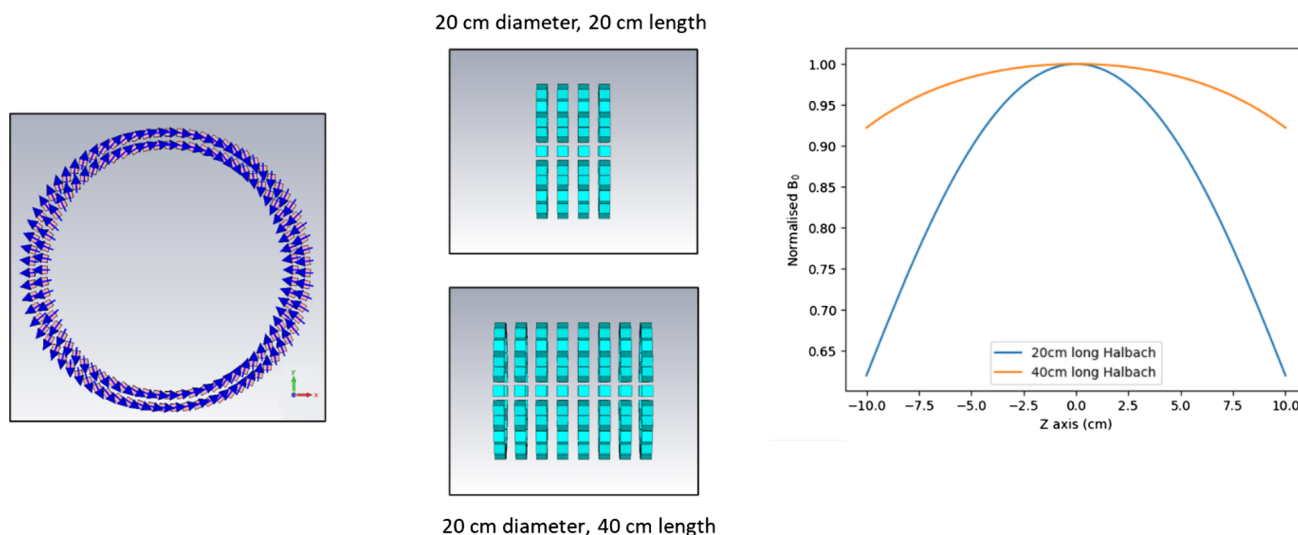 20 cm diameter, 20 cm length
y
x
20 cm diameter, 40 cm length
1.00
0.95
0.90
0.85
0.80
0.75
0.70
0.65
Normalised B₀
−10.0 −7.5 −5.0 −2.5 0.0 2.5 5.0 7.5 10.0
Z axis (cm)
20cm long Halbach
40cm long Halbach